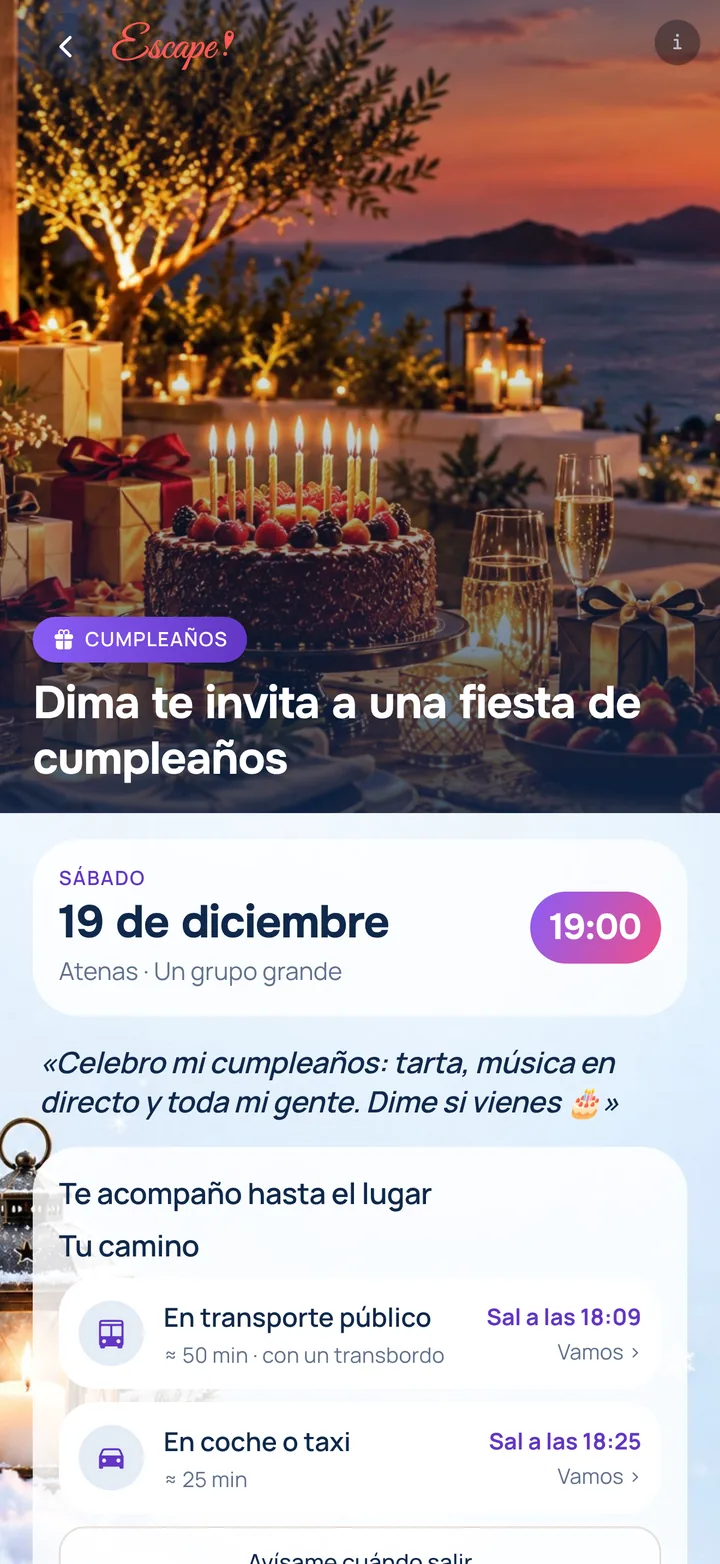 Escape!
i
CUMPLEAÑOS
Dima te invita a una fiesta de
cumpleaños
SÁBADO
19 de diciembre
19:00
Atenas · Un grupo grande
«Celebro mi cumpleaños: tarta, música en
directo y toda mi gente. Dime si vienes 🎂»
Te acompaño hasta el lugar
Tu camino
En transporte público
Sal a las 18:09
≈ 50 min · con un transbordo
Vamos ›
En coche o taxi
Sal a las 18:25
≈ 25 min
Vamos ›
Avísame cuándo salir